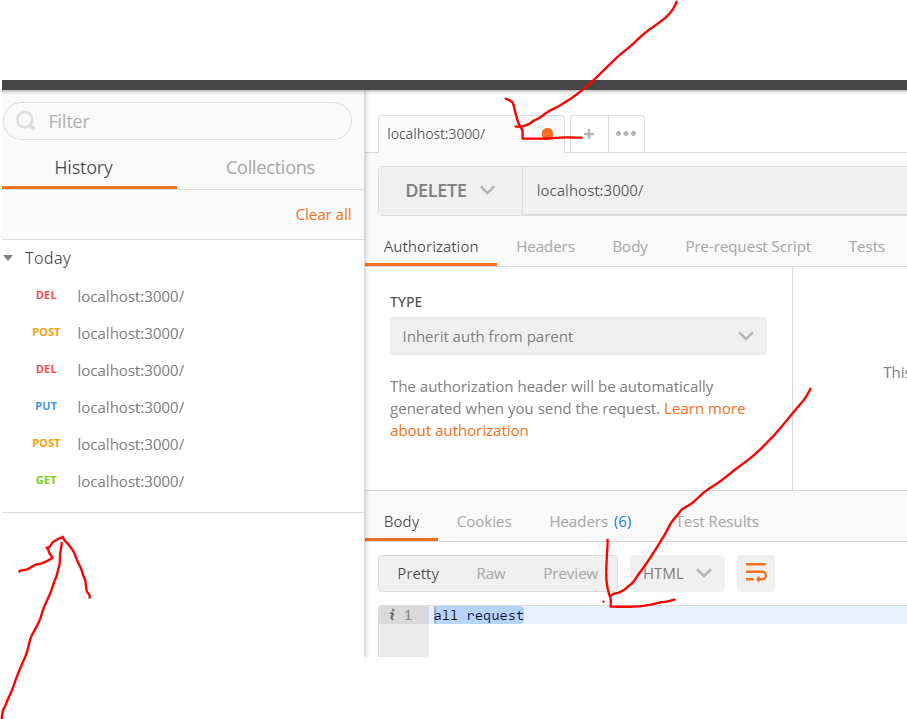 Filter
History Collections
Clear all
Today
DEL localhost:3000/
POST localhost:3000/
DEL localhost:3000/
PUT localhost:3000/
POST localhost:3000/
GET localhost:3000/
localhost:3000/ + •••
DELETE localhost:3000/
Authorization Headers Body Pre-request Script Tests
TYPE
Inherit auth from parent
The authorization header will be automatically
generated when you send the request. Learn more
about authorization
This
Body Cookies Headers (6) Test Results
Pretty Raw Preview HTML
i 1 all request